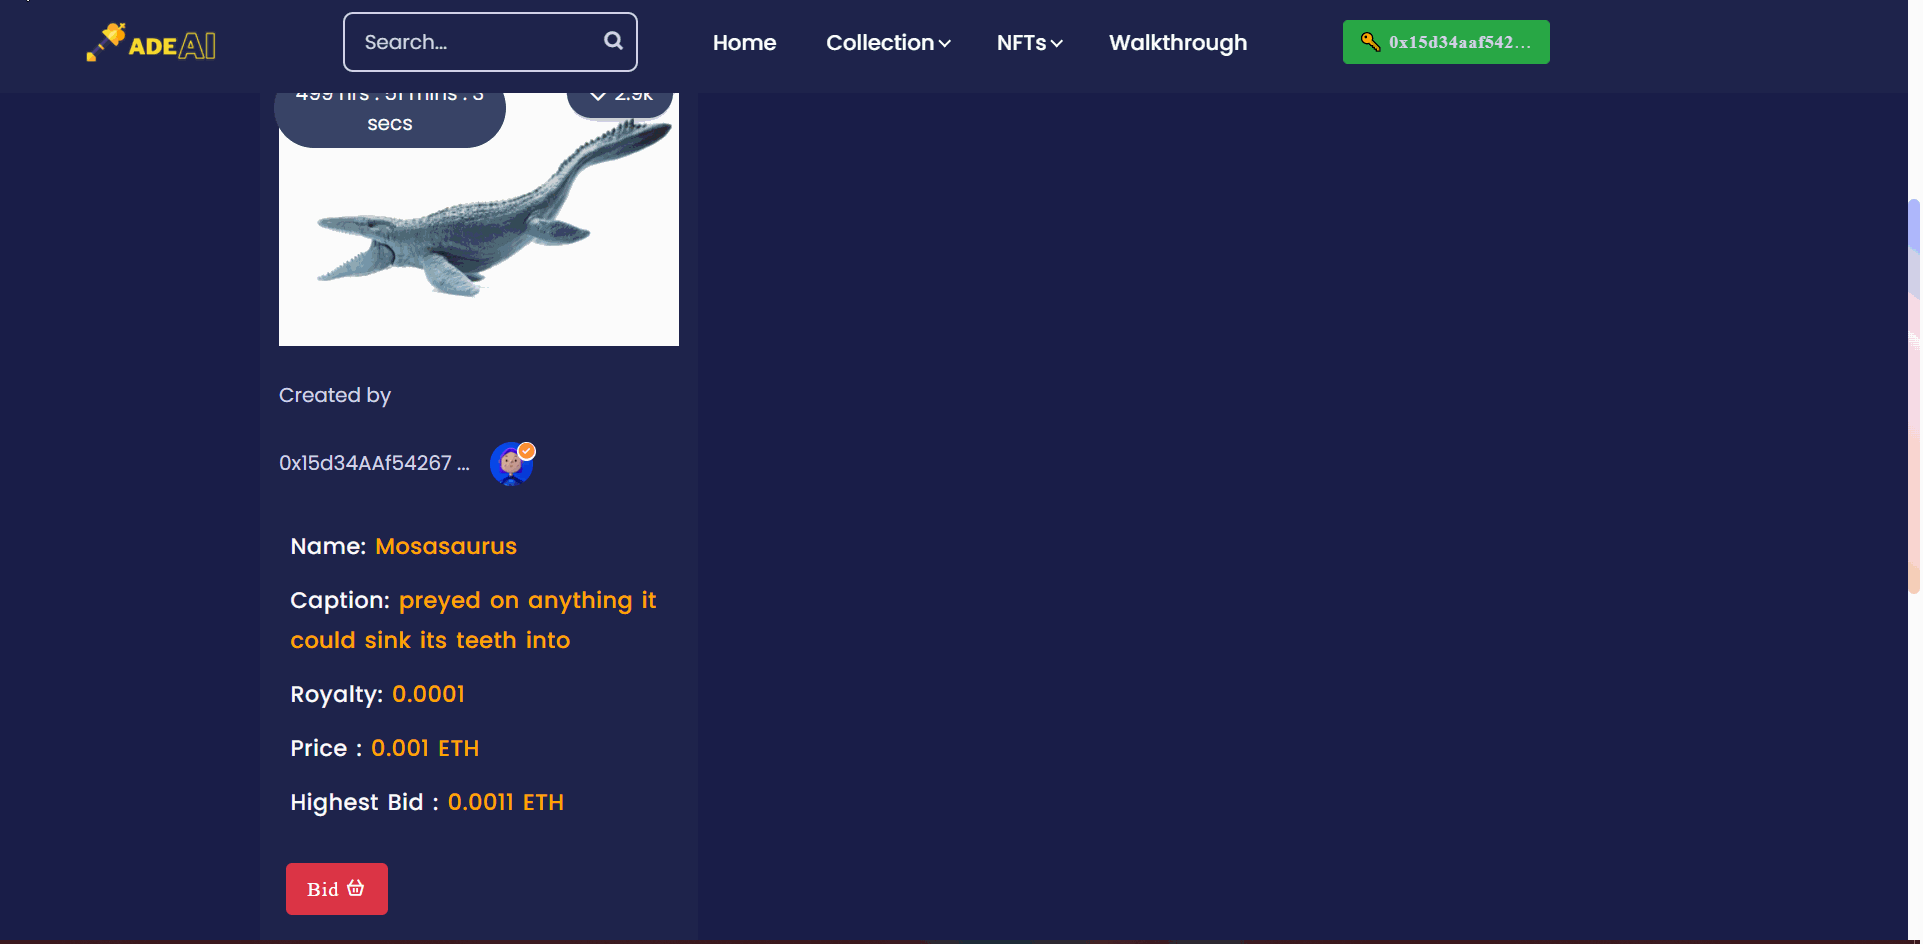 ADE AI
Search...
Home
Collection
NFTs
Walkthrough
0x15d34aaf542...
499 hrs : 51 mins : 3
secs
2.9k
Created by
0x15d34AAf54267 ...
Name: Mosasaurus
Caption: preyed on anything it
could sink its teeth into
Royalty: 0.0001
Price : 0.001 ETH
Highest Bid : 0.0011 ETH
Bid